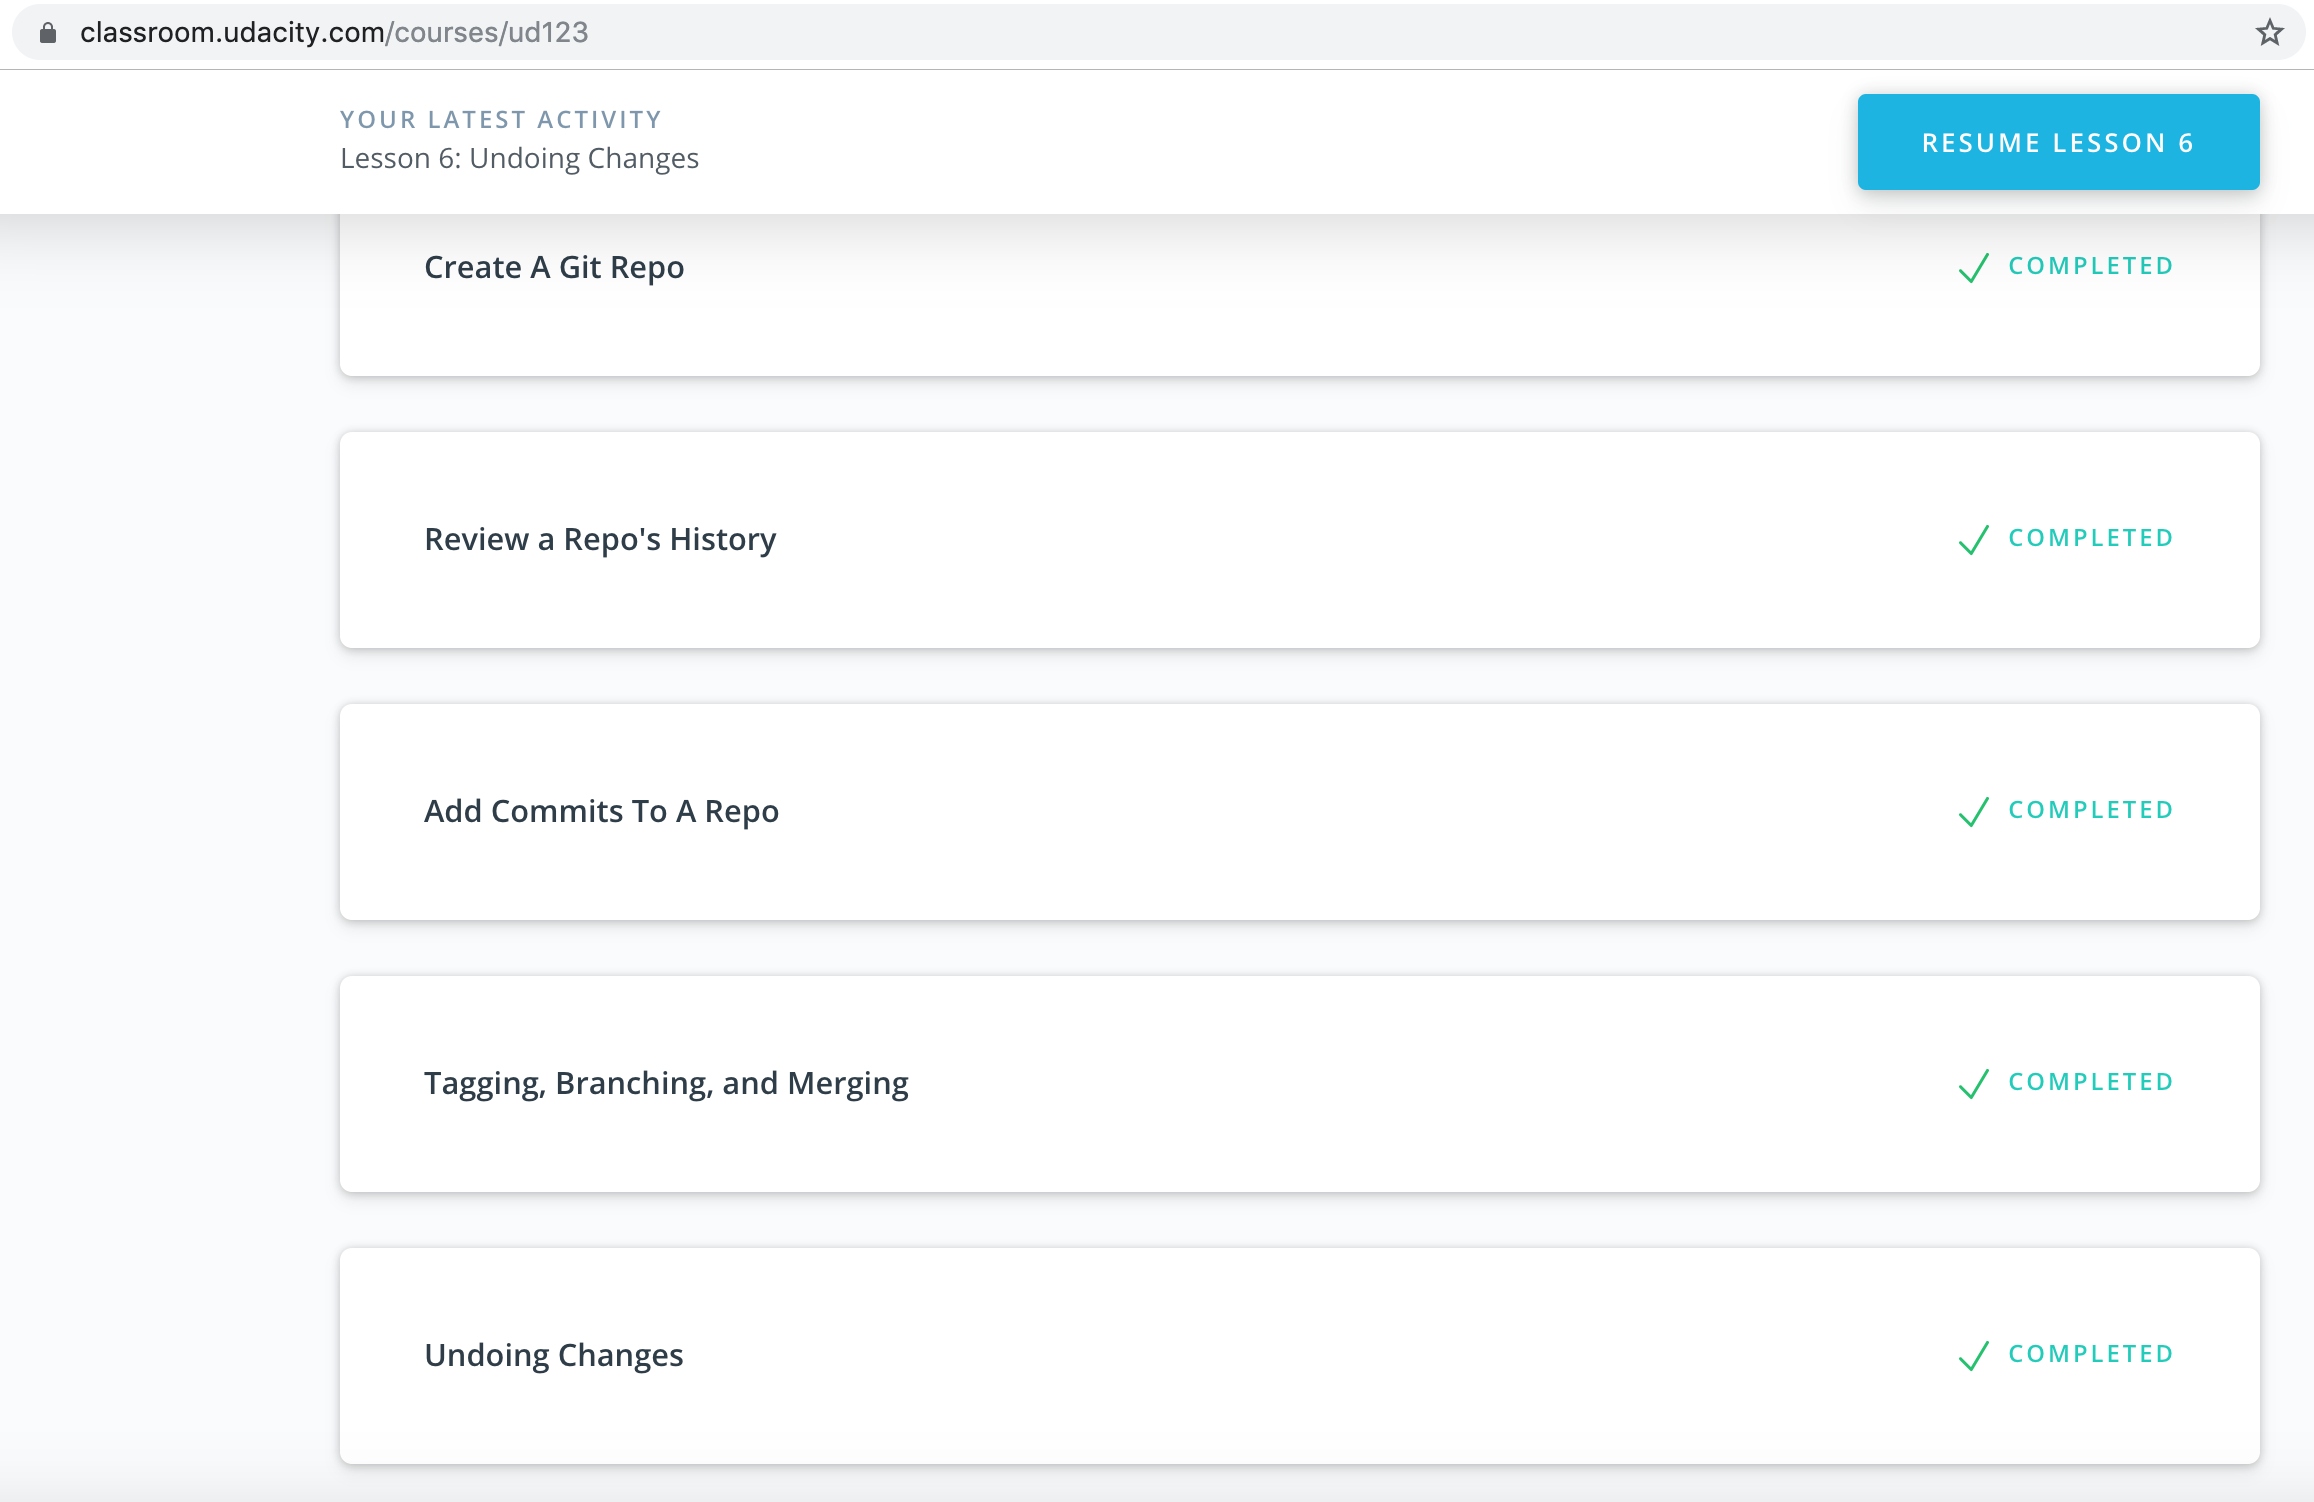 classroom.udacity.com/courses/ud123
YOUR LATEST ACTIVITY
Lesson 6: Undoing Changes
RESUME LESSON 6
Create A Git Repo
COMPLETED
Review a Repo's History
COMPLETED
Add Commits To A Repo
COMPLETED
Tagging, Branching, and Merging
COMPLETED
Undoing Changes
COMPLETED